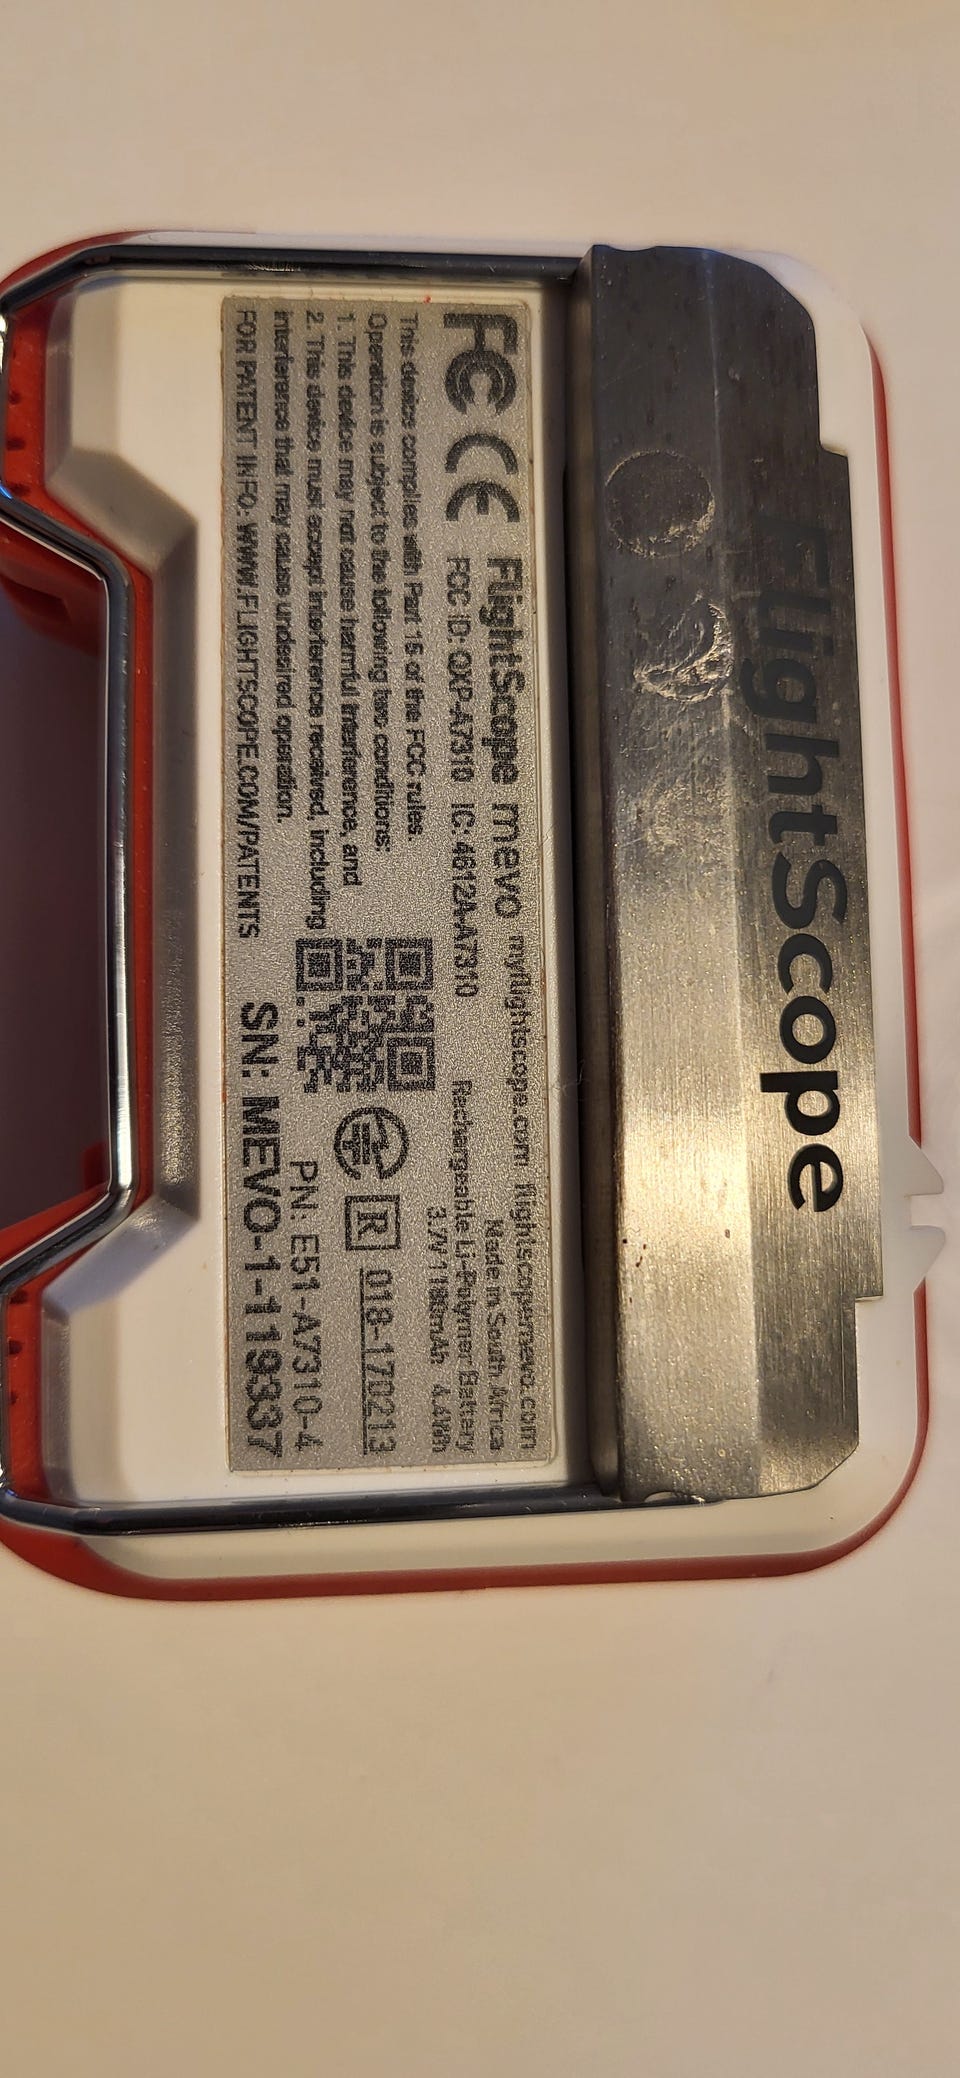 FlightScope
FC CE FlightScope mevo myflightscope.com flightscopemevo.com
Made in South Africa
FCC ID: QXP-A7310 IC: 4612A-A7310 Rechargeable Li-Polymer Battery
3.7V 1180mAh 4.4Wh
This device complies with Part 15 of the FCC rules.
Operation is subject to the following two conditions:
1. This device may not cause harmful interference, and
2. This device must accept interference received, including
interference that may cause undesired operation.
R 018-170213
PN: E51-A7310-4
FOR PATENT INFO: WWW.FLIGHTSCOPE.COM/PATENTS
SN: MEVO-1-119337